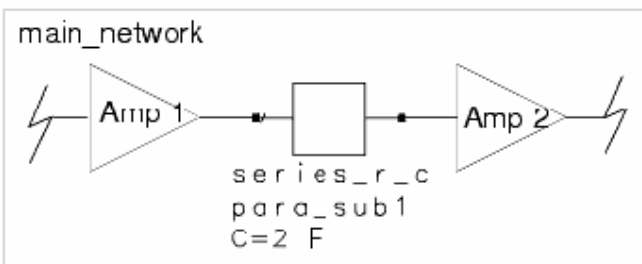 main_network
Amp 1
Amp 2
series_r_c
para_sub1
C=2 F